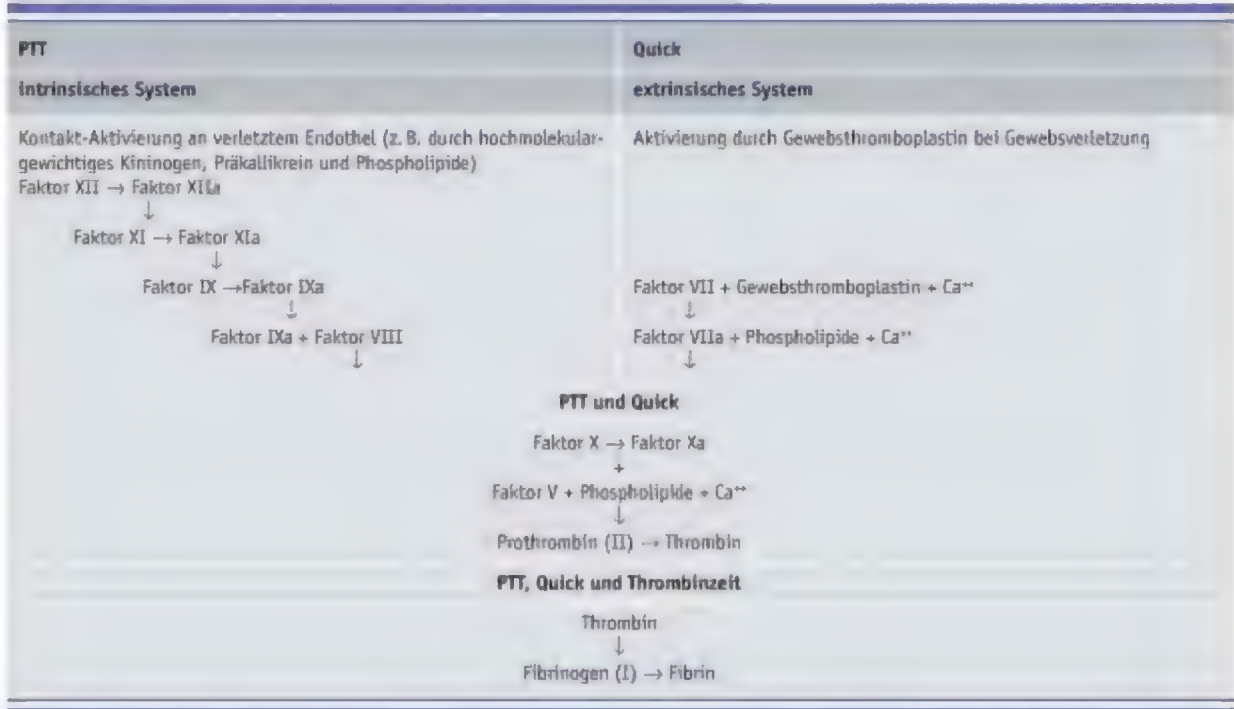 PTT
Quick
intrinsisches System
extrinsisches System
Kontakt-Aktivierung an verletztem Endothel (z. B. durch hochmolekular-
gewichtiges Kininogen, Präkallikrein und Phospholipide)
Faktor XII → Faktor XIIa
↓
Faktor XI → Faktor XIa
↓
Faktor IX →Faktor IXa
↓
Faktor IXa + Faktor VIII
↓
Aktivierung durch Gewebsthromboplastin bei Gewebsverletzung
Faktor VII + Gewebsthromboplastin + Ca⁺⁺
↓
Faktor VIIa + Phospholipide + Ca⁺⁺
↓
PTT und Quick
Faktor X → Faktor Xa
+
Faktor V + Phospholipide + Ca⁺⁺
↓
Prothrombin (II) → Thrombin
PTT, Quick und Thrombinzeit
Thrombin
↓
Fibrinogen (I) → Fibrin